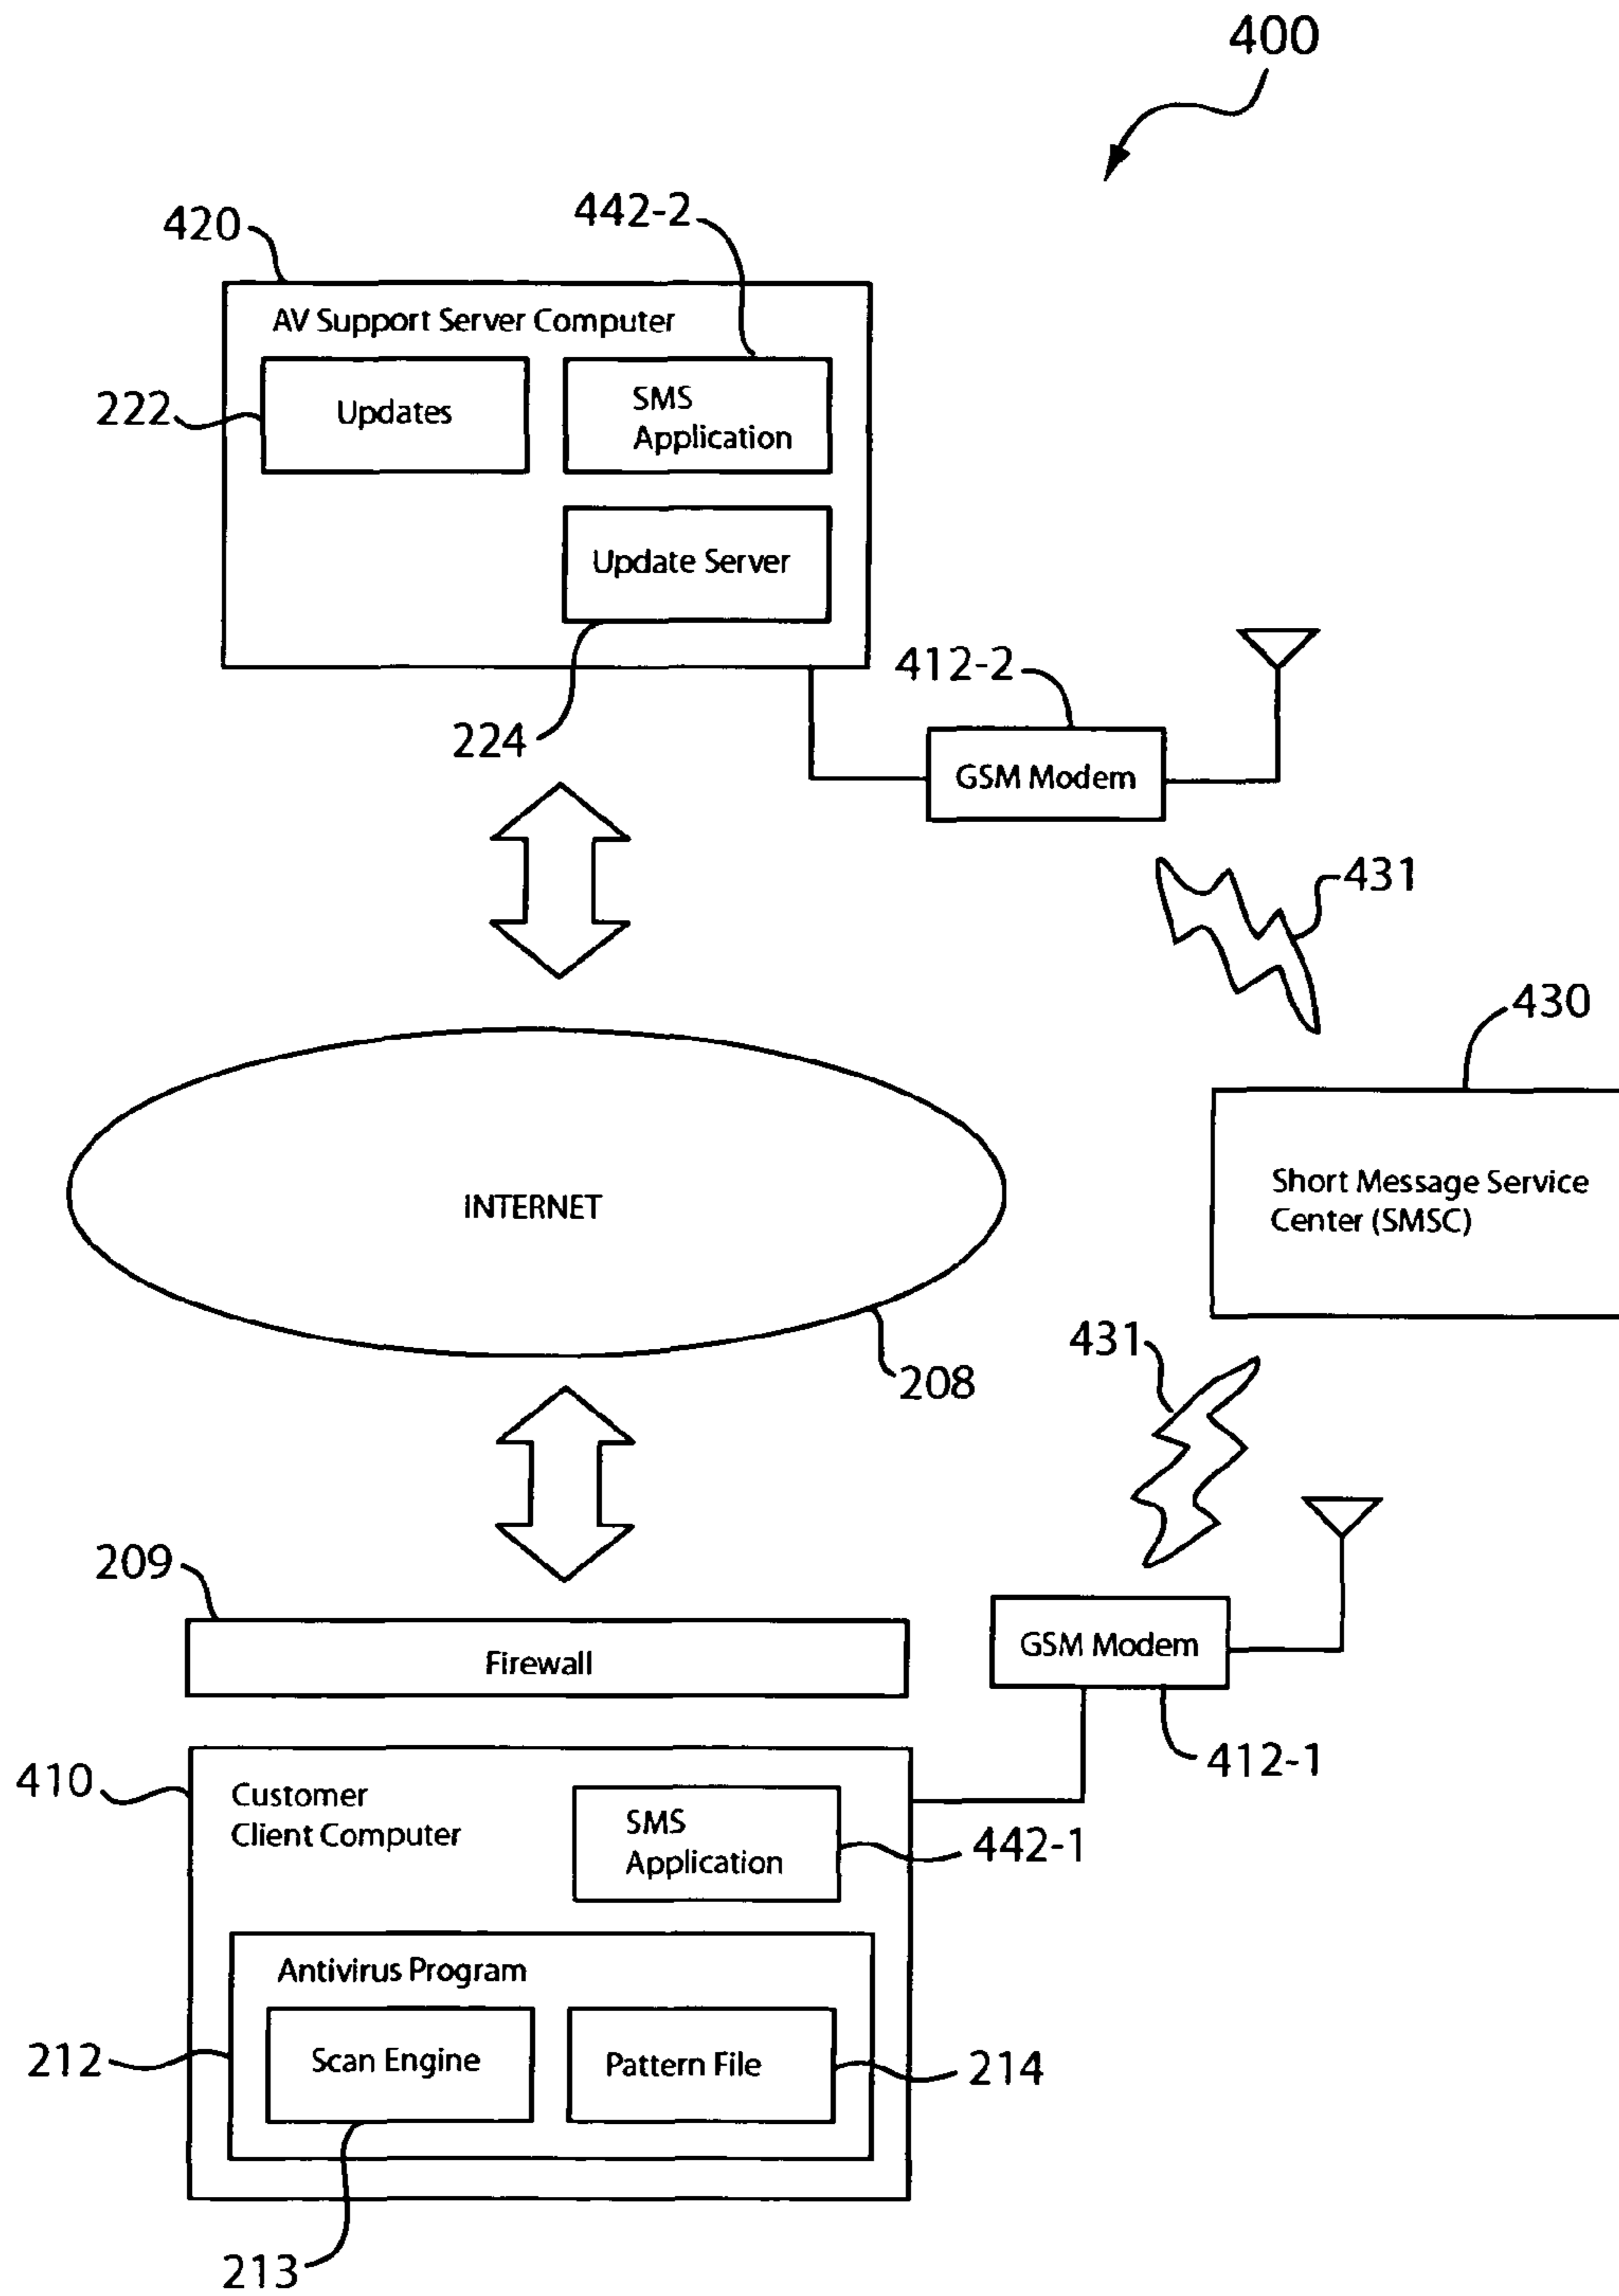 400
420
442-2
AV Support Server Computer
222
Updates
SMS
Application
Update Server
224
412-2
GSM Modem
431
430
INTERNET
Short Message Service
Center (SMSC)
208
431
209
Firewall
GSM Modem
412-1
410
Customer
Client Computer
SMS
Application
442-1
Antivirus Program
212
Scan Engine
Pattern File
214
213